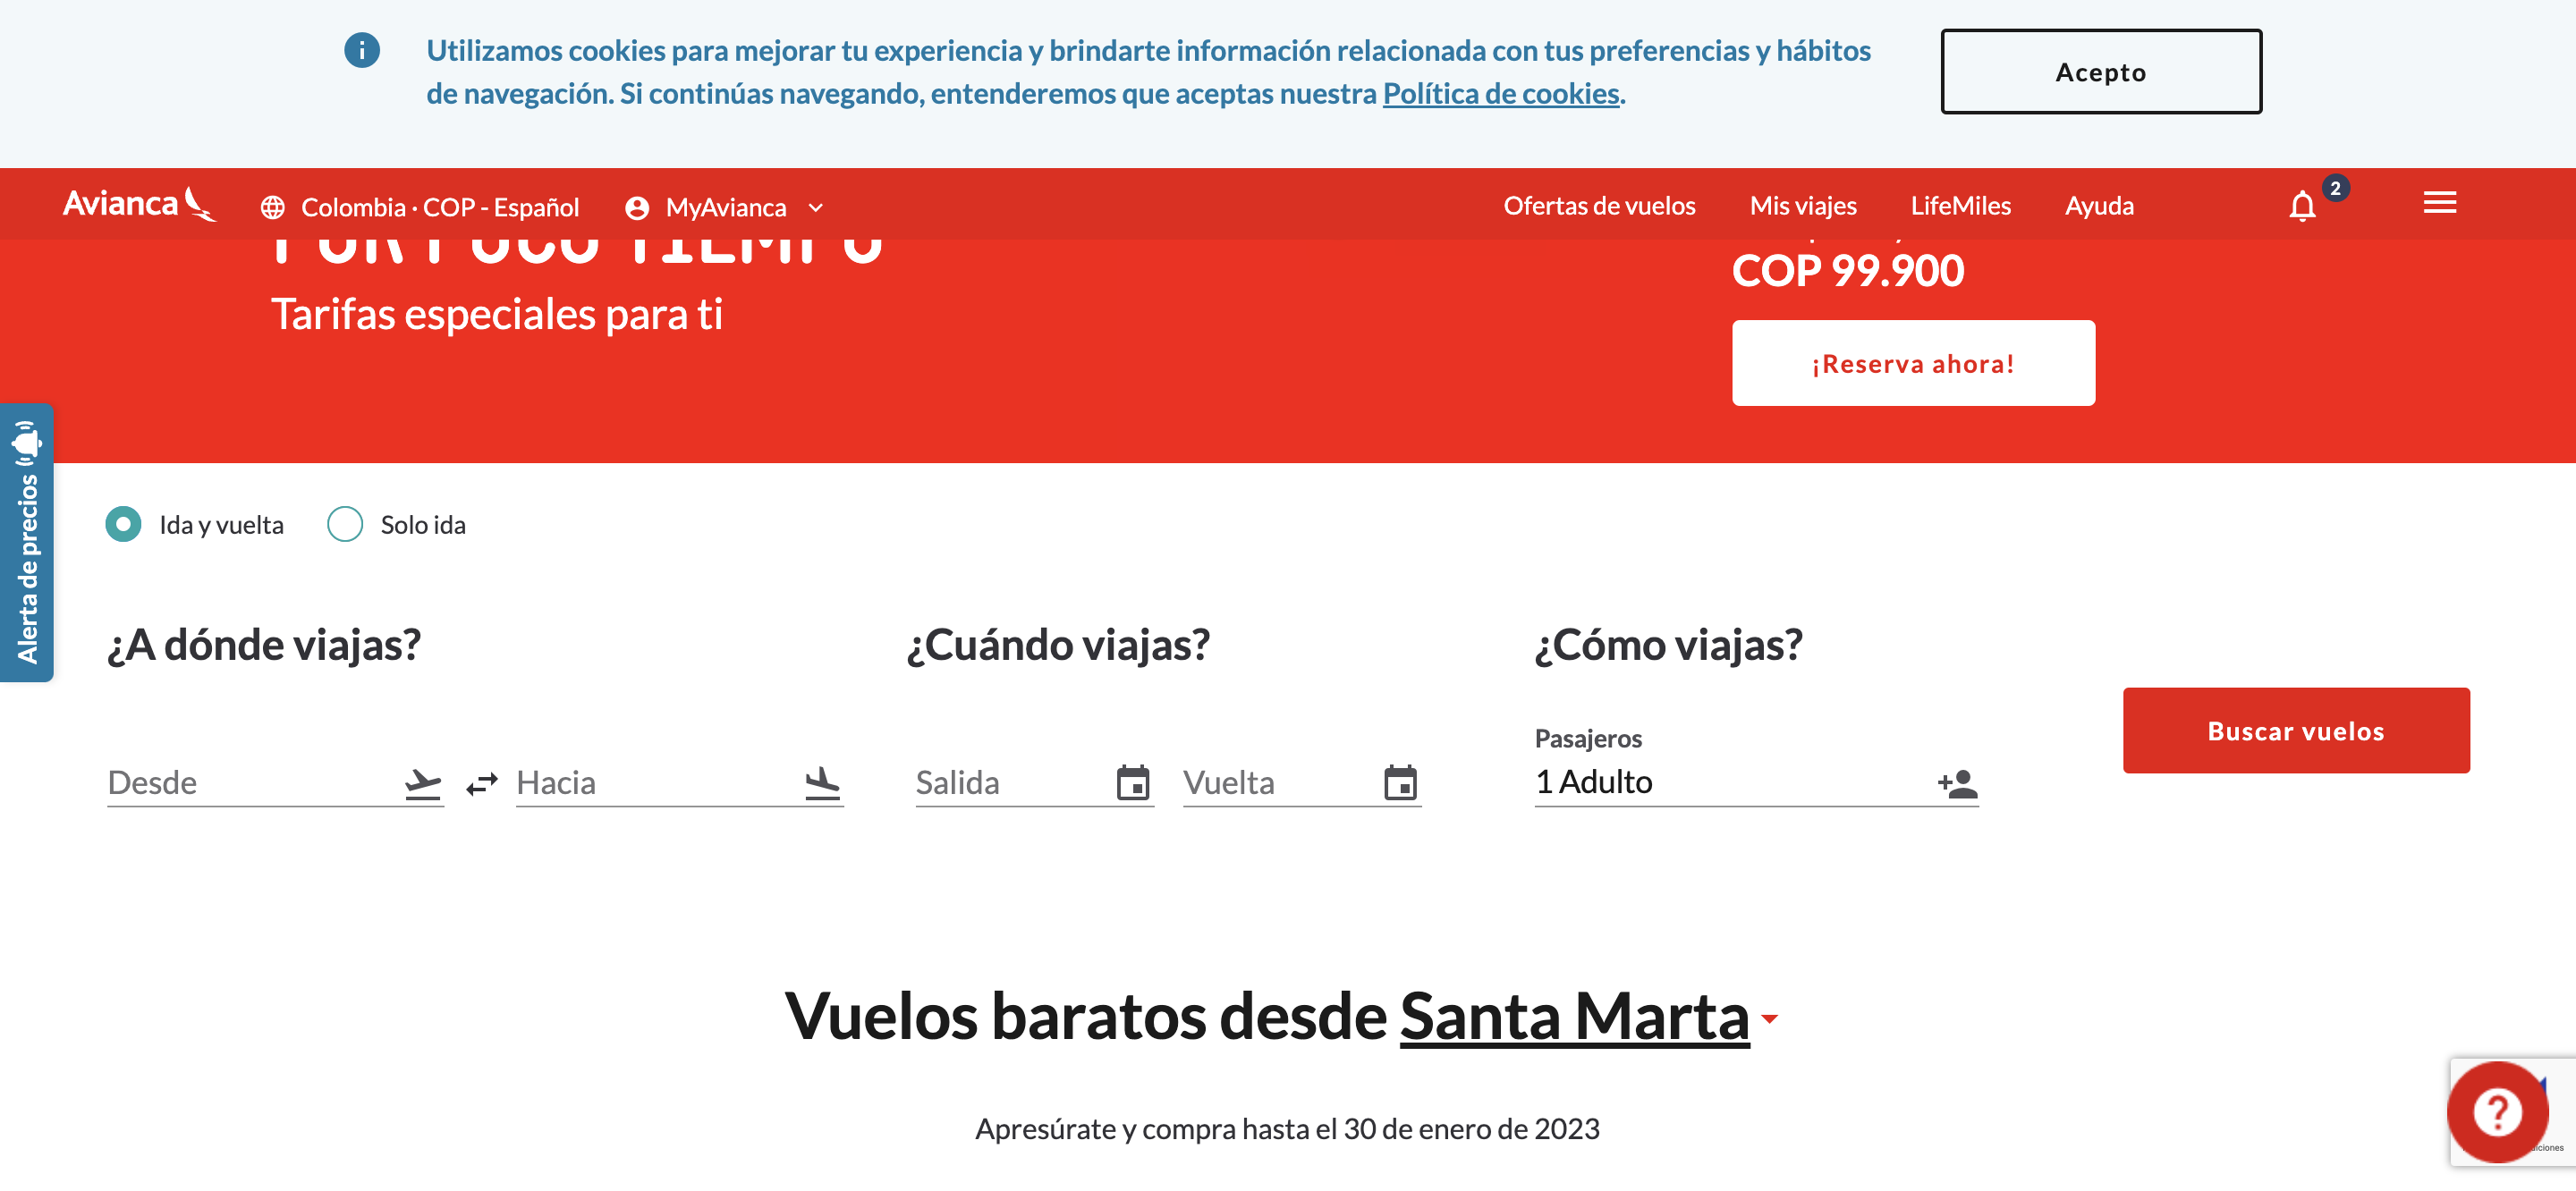 Utilizamos cookies para mejorar tu experiencia y brindarte información relacionada con tus preferencias y hábitos
de navegación. Si continúas navegando, entenderemos que aceptas nuestra Política de cookies.
Acepto
Avianca
Colombia · COP - Español
MyAvianca
Ofertas de vuelos
Mis viajes
LifeMiles
Ayuda
2
POR POCO TIEMPO
Tarifas especiales para ti
COP 99.900
¡Reserva ahora!
Alerta de precios
Ida y vuelta
Solo ida
¿A dónde viajas?
¿Cuándo viajas?
¿Cómo viajas?
Desde
Hacia
Salida
Vuelta
Pasajeros
1 Adulto
Buscar vuelos
Vuelos baratos desde Santa Marta
Apresúrate y compra hasta el 30 de enero de 2023